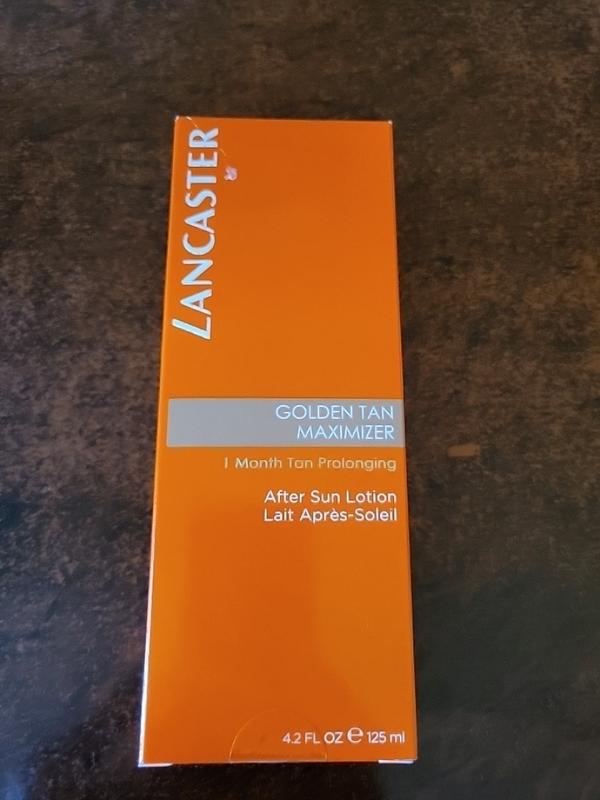 LANCASTER
GOLDEN TAN
MAXIMIZER
1 Month Tan Prolonging
After Sun Lotion
Lait Après-Soleil
4.2 FL OZ ℮ 125 ml